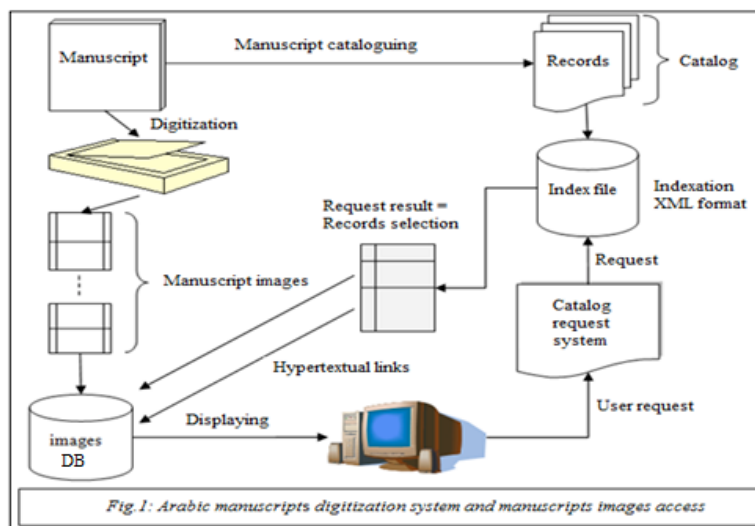 Manuscript
Manuscript cataloguing
Records
Catalog
Digitization
Index file
Indexation
XML format
Request result =
Records selection
Manuscript images
Request
Catalog
request
system
Hypertextual links
Displaying
User request
images
DB
Fig.1: Arabic manuscripts digitization system and manuscripts images access